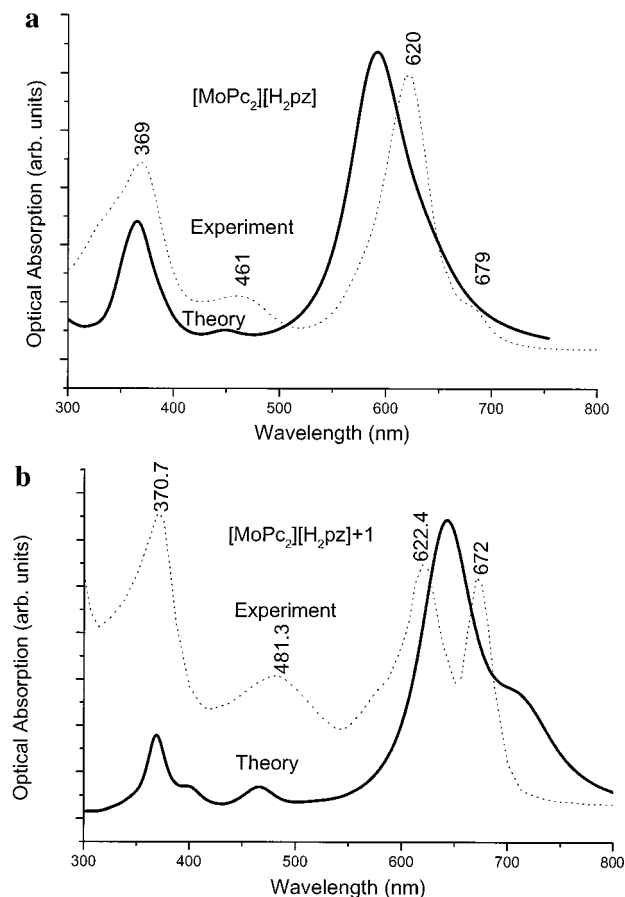 a
Optical Absorption (arb. units)
[MoPc₂][H₂pz]
369
Experiment
461
Theory
620
679
300 400 500 600 700 800
Wavelength (nm)
b
Optical Absorption (arb. units)
370.7
[MoPc₂][H₂pz]+1
Experiment
481.3
Theory
622.4
672
300 400 500 600 700 800
Wavelength (nm)